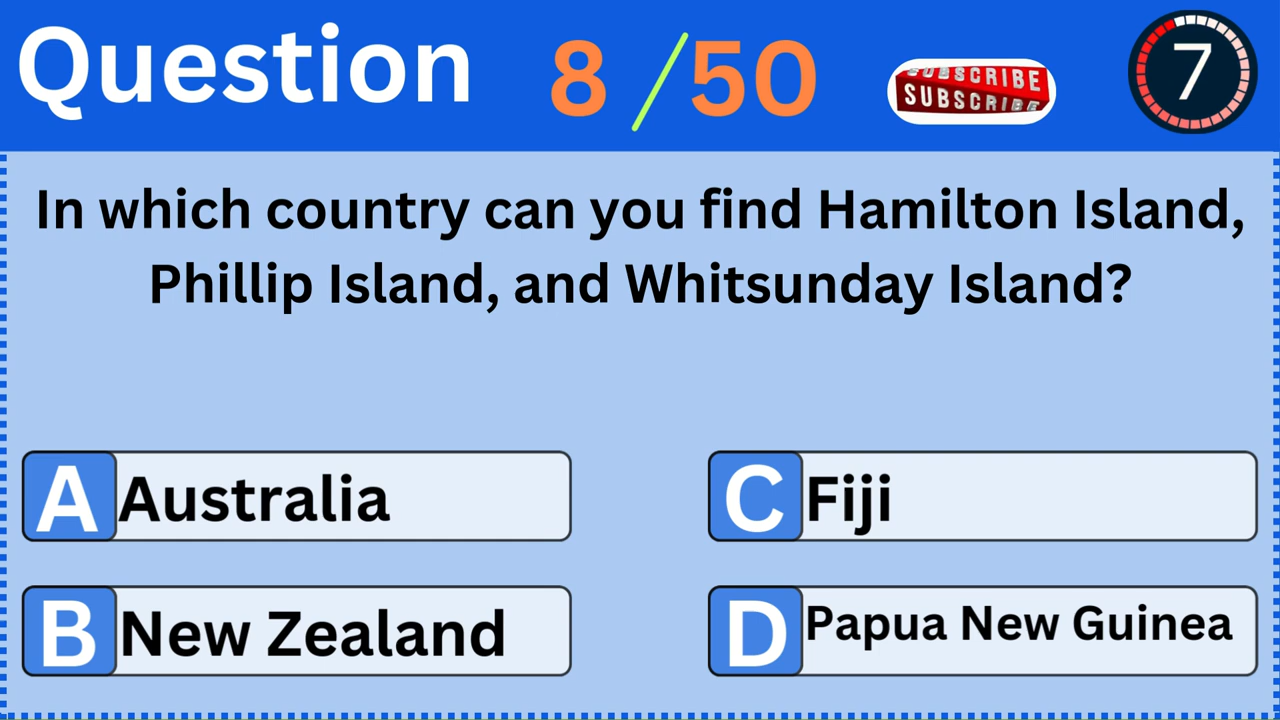 Question 8/50
SUBSCRIBE
SUBSCRIBE
7
In which country can you find Hamilton Island,
Phillip Island, and Whitsunday Island?
A Australia
C Fiji
B New Zealand
D Papua New Guinea